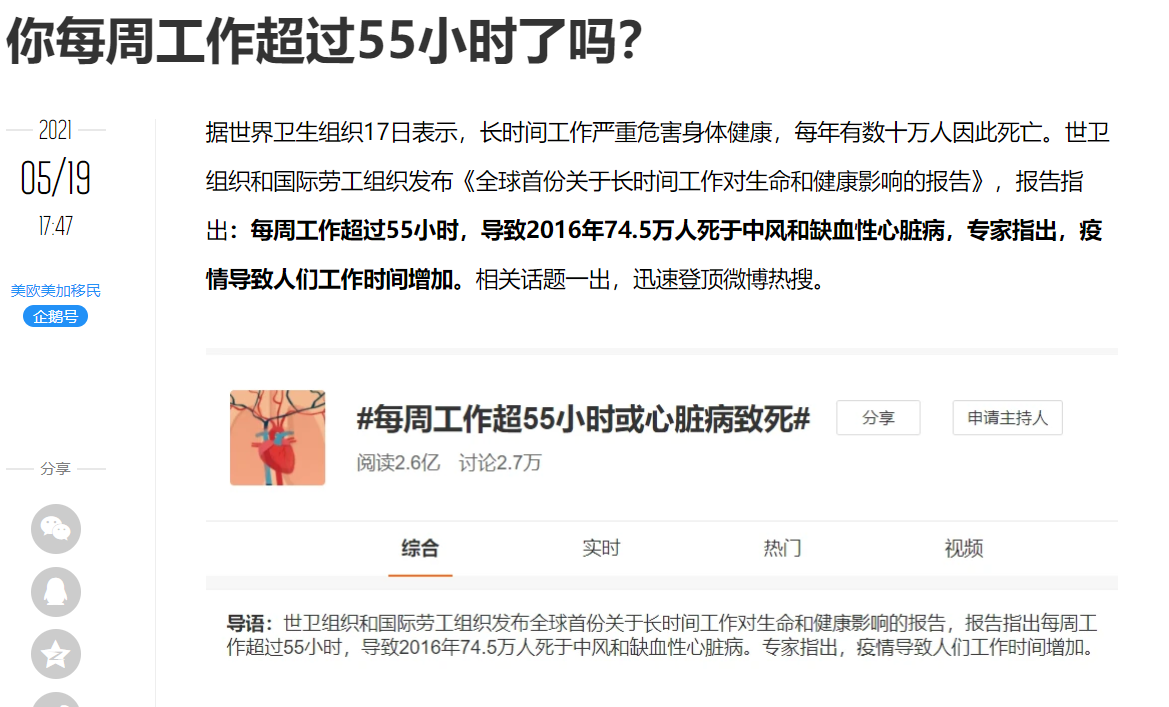 你每周工作超过55小时了吗？
2021
05/19
17:47
美欧美加移民
企鹅号
分享
据世界卫生组织17日表示，长时间工作严重危害身体健康，每年有数十万人因此死亡。世卫
组织和国际劳工组织发布《全球首份关于长时间工作对生命和健康影响的报告》，报告指
出：每周工作超过55小时，导致2016年74.5万人死于中风和缺血性心脏病，专家指出，疫
情导致人们工作时间增加。相关话题一出，迅速登顶微博热搜。
#每周工作超55小时或心脏病致死#
分享
申请主持人
阅读2.6亿 讨论2.7万
综合 实时 热门 视频
导语：世卫组织和国际劳工组织发布全球首份关于长时间工作对生命和健康影响的报告，报告指出每周工
作超过55小时，导致2016年74.5万人死于中风和缺血性心脏病。专家指出，疫情导致人们工作时间增加。